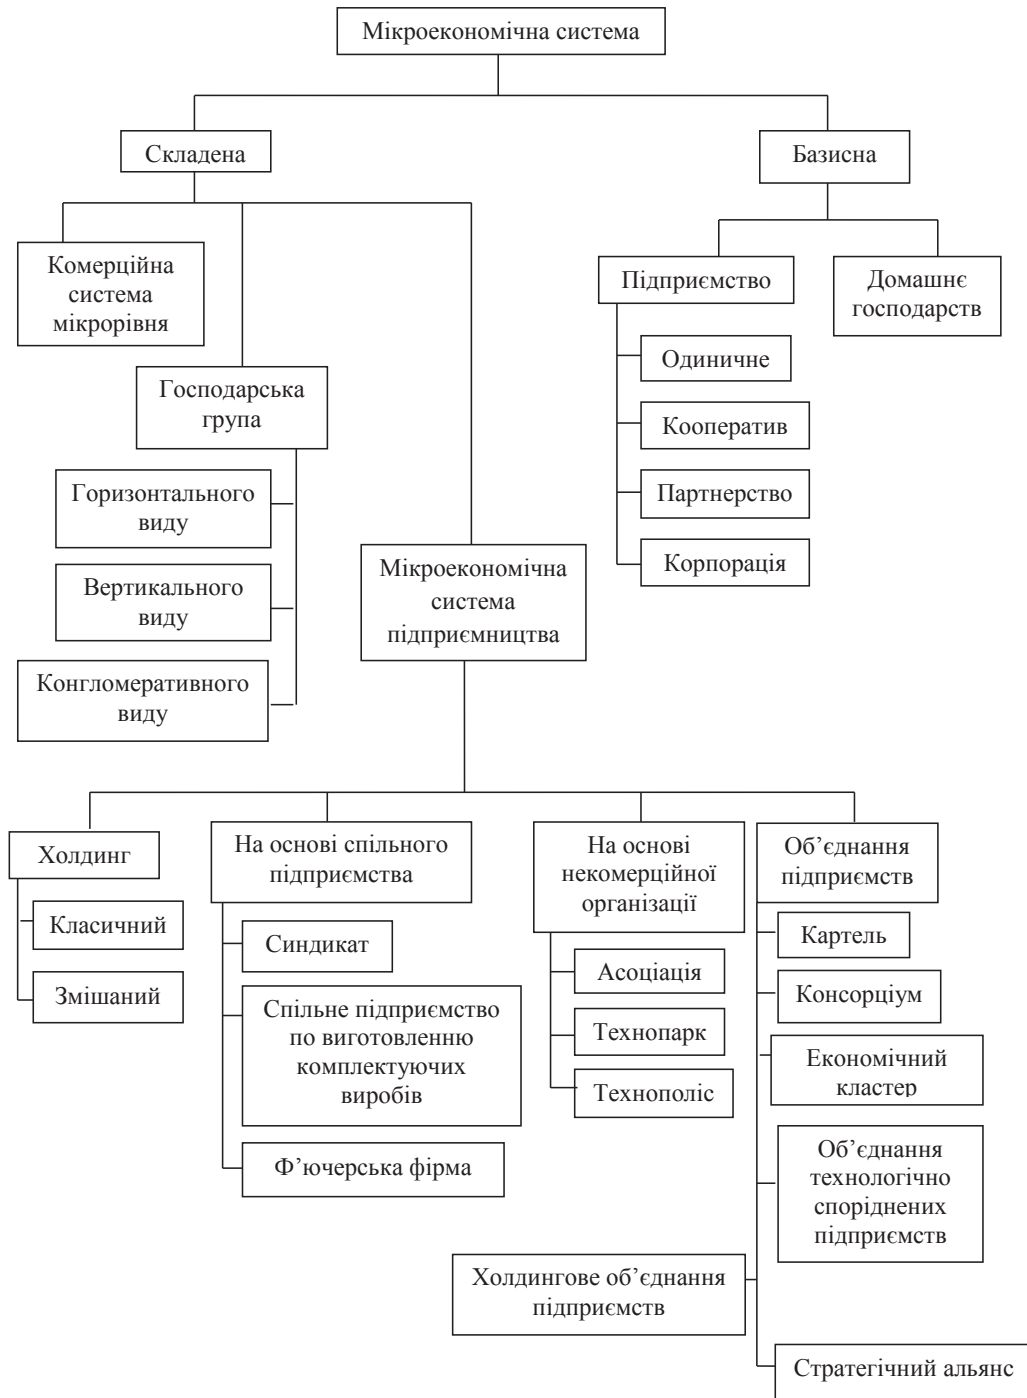 Мікроекономічна система
Складена
Базисна
Комерційна
система
мікрорівня
Підприємство
Домашнє
господарств
Одиничне
Господарська
група
Кооператив
Горизонтального
виду
Партнерство
Корпорація
Вертикального
виду
Мікроекономічна
система
підприємництва
Конгломеративного
виду
Холдинг
Класичний
Змішаний
На основі спільного
підприємства
Синдикат
Спільне підприємство
по виготовленню
комплектуючих
виробів
Ф’ючерська фірма
На основі
некомерційної
організації
Асоціація
Технопарк
Технополіс
Об’єднання
підприємств
Картель
Консорціум
Економічний
кластер
Об’єднання
технологічно
споріднених
підприємств
Холдингове об’єднання
підприємств
Стратегічний альянс